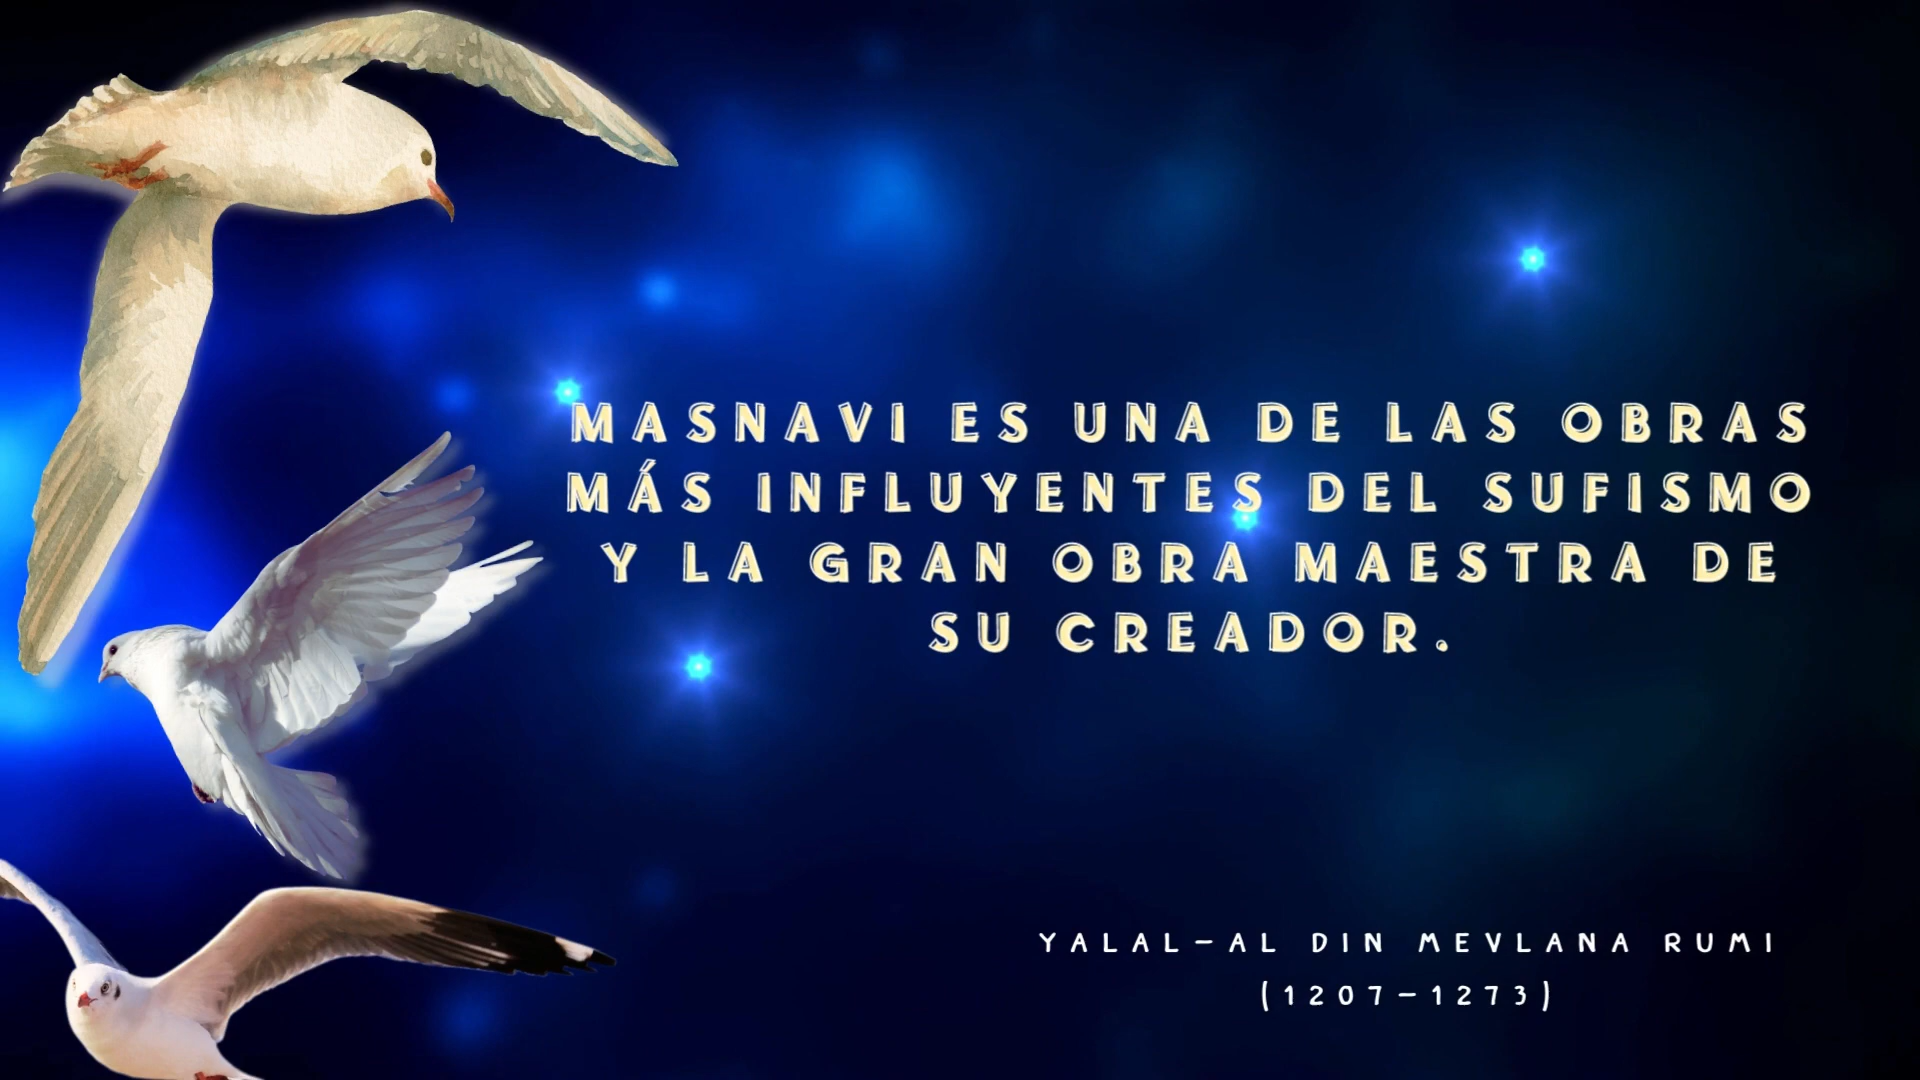 MASNAVI ES UNA DE LAS OBRAS
MÁS INFLUYENTES DEL SUFISMO
Y LA GRAN OBRA MAESTRA DE
SU CREADOR.
YALAL-AL DIN MEVLANA RUMI
(1207-1273)